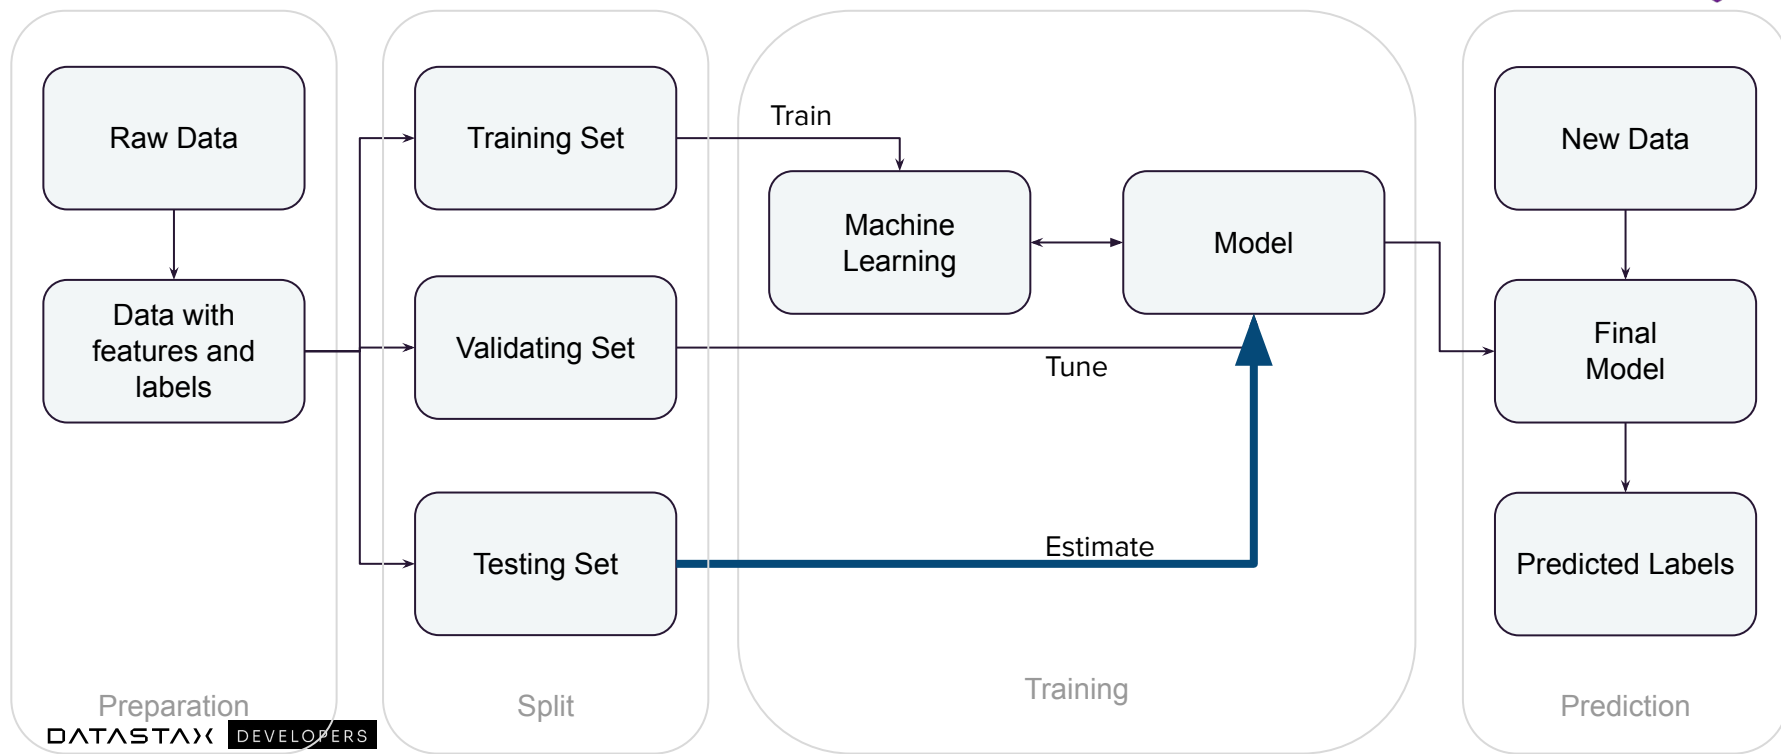 Raw Data
Data with
features and
labels
Preparation
Training Set
Validating Set
Testing Set
Split
Train
Machine
Learning
Model
Tune
Estimate
Training
New Data
Final
Model
Predicted Labels
Prediction
DATASTAX DEVELOPERS